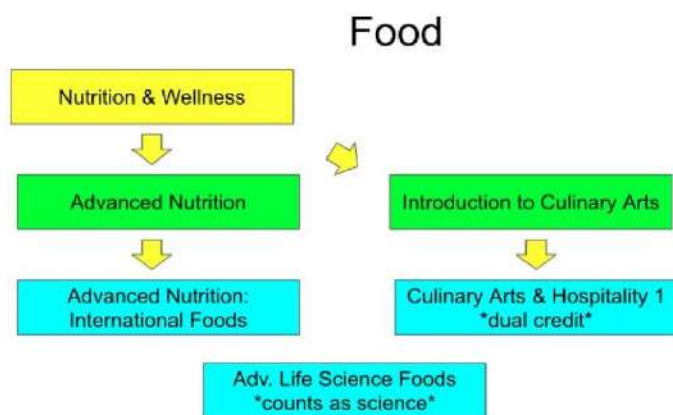 Food
Nutrition & Wellness
Advanced Nutrition
Introduction to Culinary Arts
Advanced Nutrition:
International Foods
Culinary Arts & Hospitality 1
*dual credit*
Adv. Life Science Foods
*counts as science*